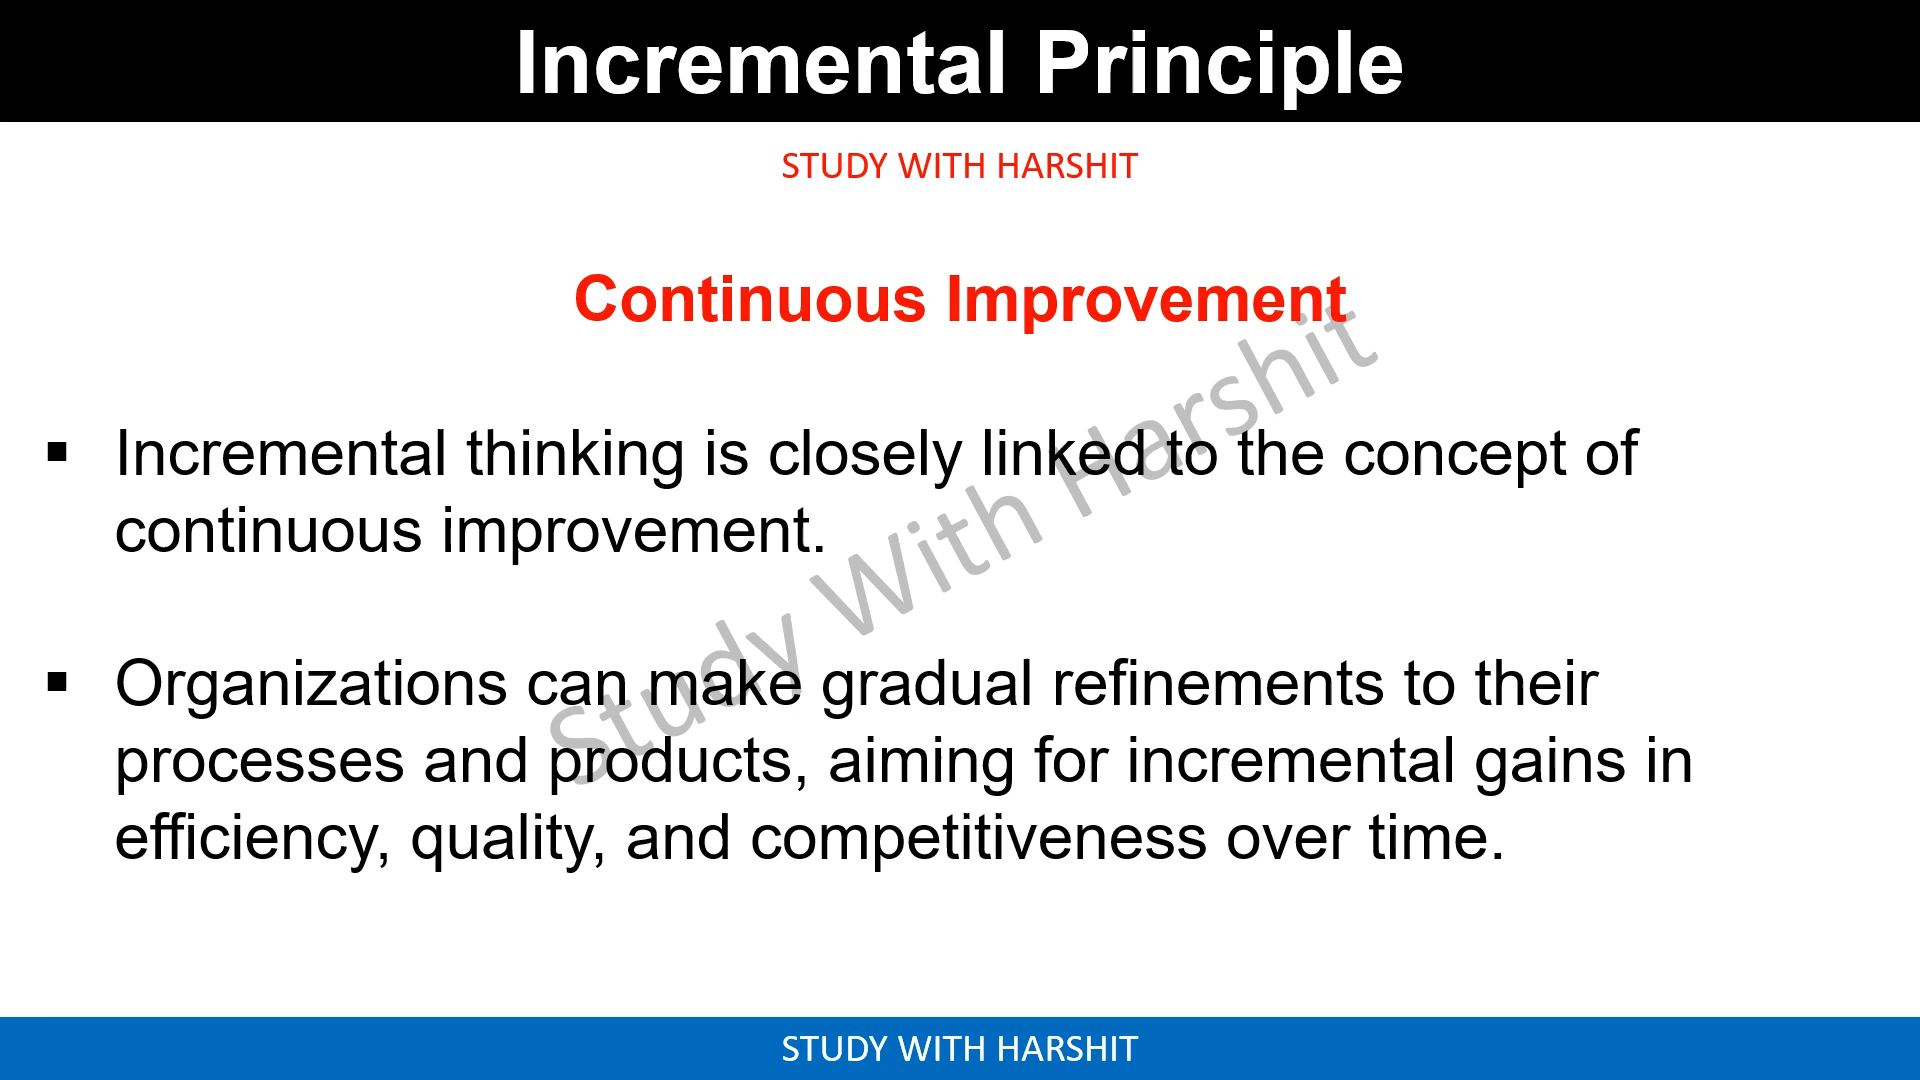 Incremental Principle
STUDY WITH HARSHIT
Continuous Improvement
▪ Incremental thinking is closely linked to the concept of
continuous improvement.
▪ Organizations can make gradual refinements to their
processes and products, aiming for incremental gains in
efficiency, quality, and competitiveness over time.
Study With Harshit
STUDY WITH HARSHIT